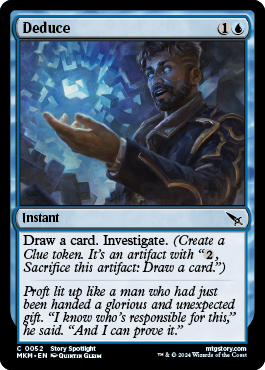 Deduce 1
Instant
Draw a card. Investigate. (Create a
Clue token. It's an artifact with “2,
Sacrifice this artifact: Draw a card.”)
Proft lit up like a man who had just
been handed a glorious and unexpected
gift. “I know who's responsible for this,”
he said. “And I can prove it.”
C 0052 Story Spotlight mtgstory.com
MKM • EN Quintin Gleim ™ & © 2024 Wizards of the Coast